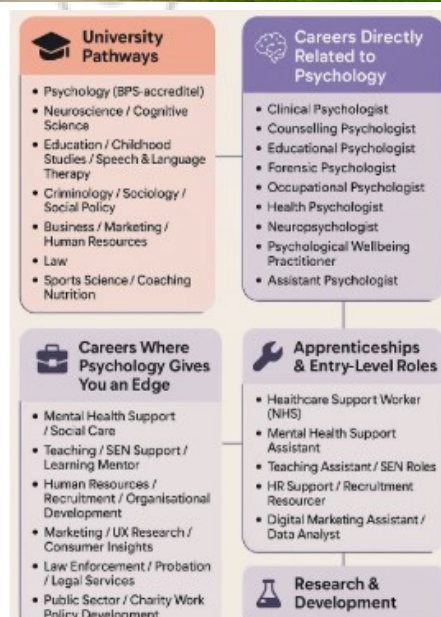 University
Pathways
• Psychology (BPS-accreditel)
• Neuroscience / Cognitive
Science
• Education / Childhood
Studies / Speech & Language
Therapy
• Criminology / Sociology /
Social Policy
• Business / Marketing /
Human Resources
• Law
• Sports Science / Coaching
Nutrition
Careers Directly
Related to
Psychology
• Clinical Psychologist
• Counselling Psychologist
• Educational Psychologist
• Forensic Psychologist
• Occupational Psychologist
• Health Psychologist
• Neuropsychologist
• Psychological Wellbeing
Practitioner
• Assistant Psychologist
Careers Where
Psychology Gives
You an Edge
• Mental Health Support
/ Social Care
• Teaching / SEN Support /
Learning Mentor
• Human Resources /
Recruitment / Organisational
Development
• Marketing / UX Research /
Consumer Insights
• Law Enforcement / Probation
/ Legal Services
• Public Sector / Charity Work
Policy Development
Apprenticeships
& Entry-Level Roles
• Healthcare Support Worker
(NHS)
• Mental Health Support
Assistant
• Teaching Assistant / SEN Roles
• HR Support / Recruitment
Resourcer
• Digital Marketing Assistant /
Data Analyst
Research &
Development